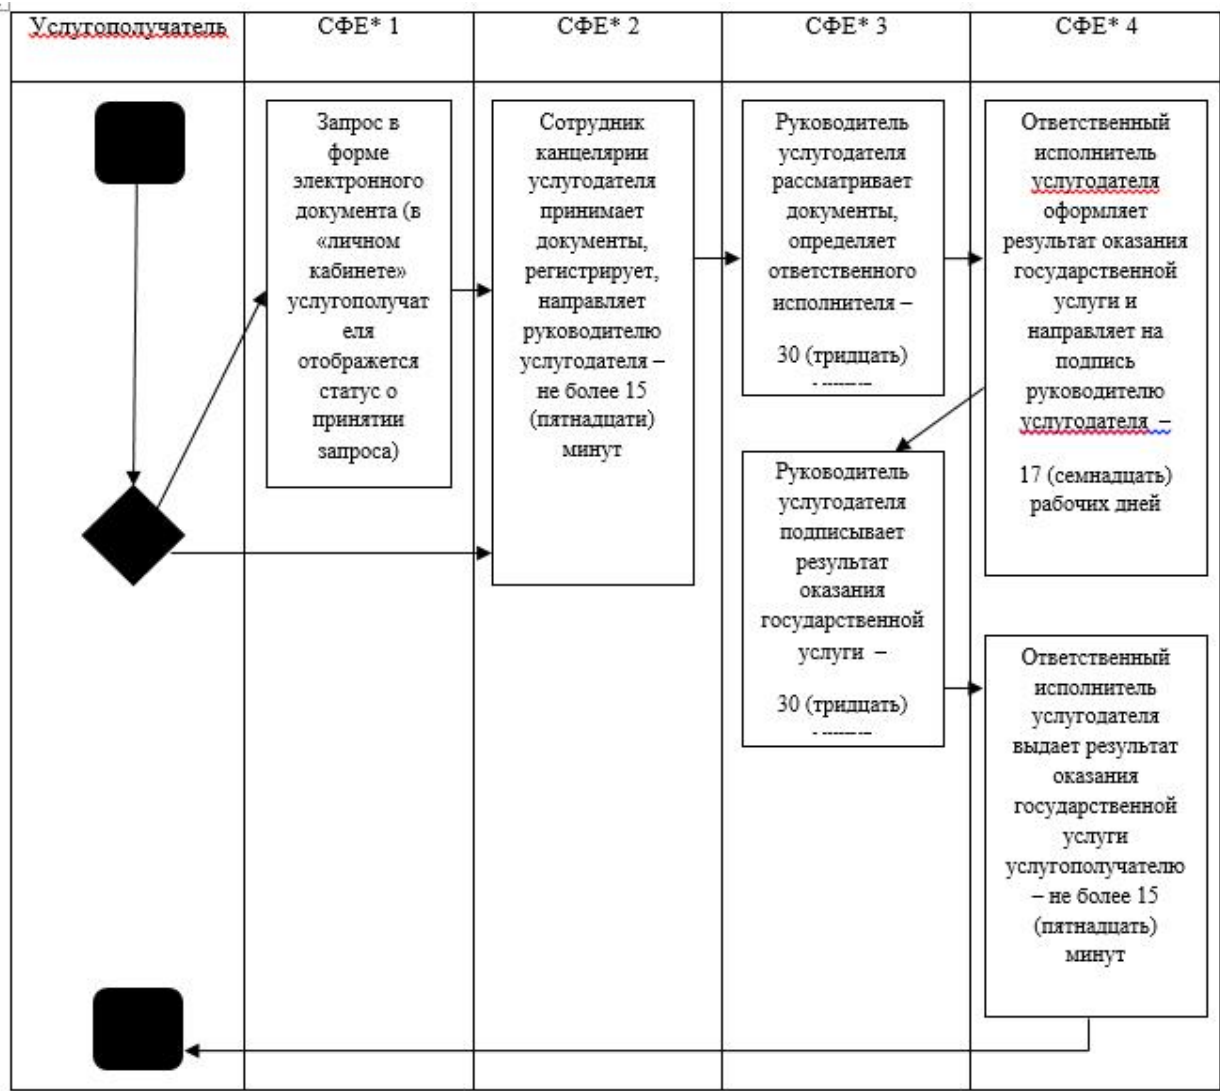 Услугополучатель
СФЕ* 1
СФЕ* 2
СФЕ* 3
СФЕ* 4
Запрос в
форме
электронного
документа (в
«личном
кабинете»
услугополучат
еля
отображется
статус о
принятии
запроса)
Сотрудник
канцелярии
услугодателя
принимает
документы,
регистрирует,
направляет
руководителю
услугодателя –
не более 15
(пятнадцати)
минут
Руководитель
услугодателя
рассматривает
документы,
определяет
ответственного
исполнителя –
30 (тридцать)
Ответственный
исполнитель
услугодателя
оформляет
результат оказания
государственной
услуги и
направляет на
подпись
руководителю
услугодателя –
17 (семнадцать)
рабочих дней
Руководитель
услугодателя
подписывает
результат
оказания
государственной
услуги –
30 (тридцать)
Ответственный
исполнитель
услугодателя
выдает результат
оказания
государственной
услуги
услугополучателю
– не более 15
(пятнадцать)
минут